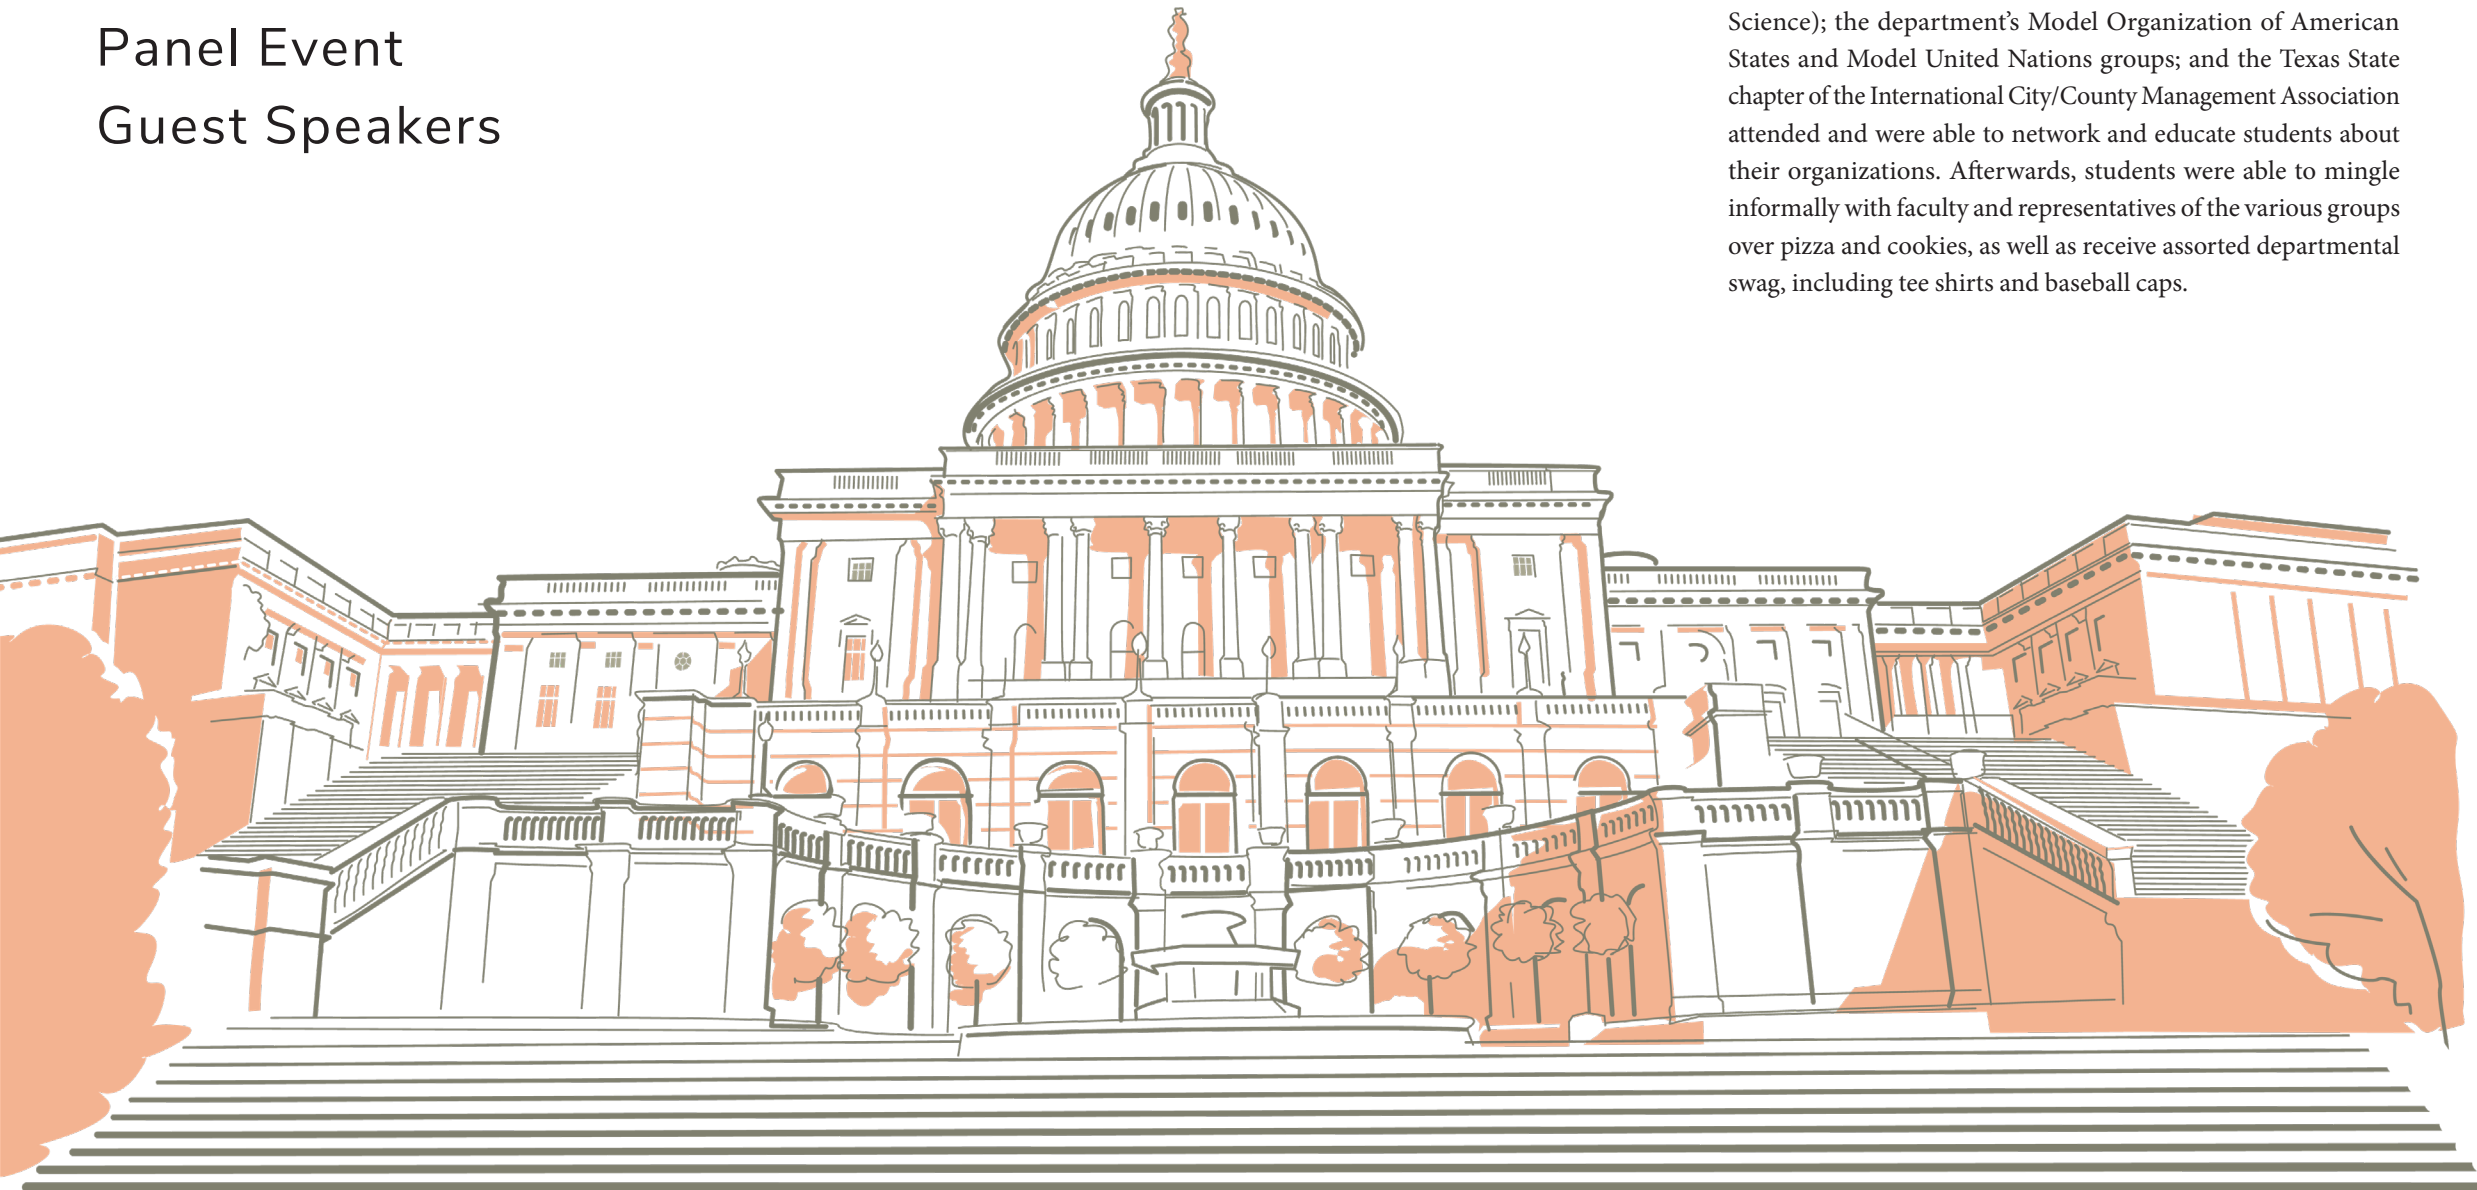 Panel Event
Guest Speakers
Science); the department’s Model Organization of American
States and Model United Nations groups; and the Texas State
chapter of the International City/County Management Association
attended and were able to network and educate students about
their organizations. Afterwards, students were able to mingle
informally with faculty and representatives of the various groups
over pizza and cookies, as well as receive assorted departmental
swag, including tee shirts and baseball caps.